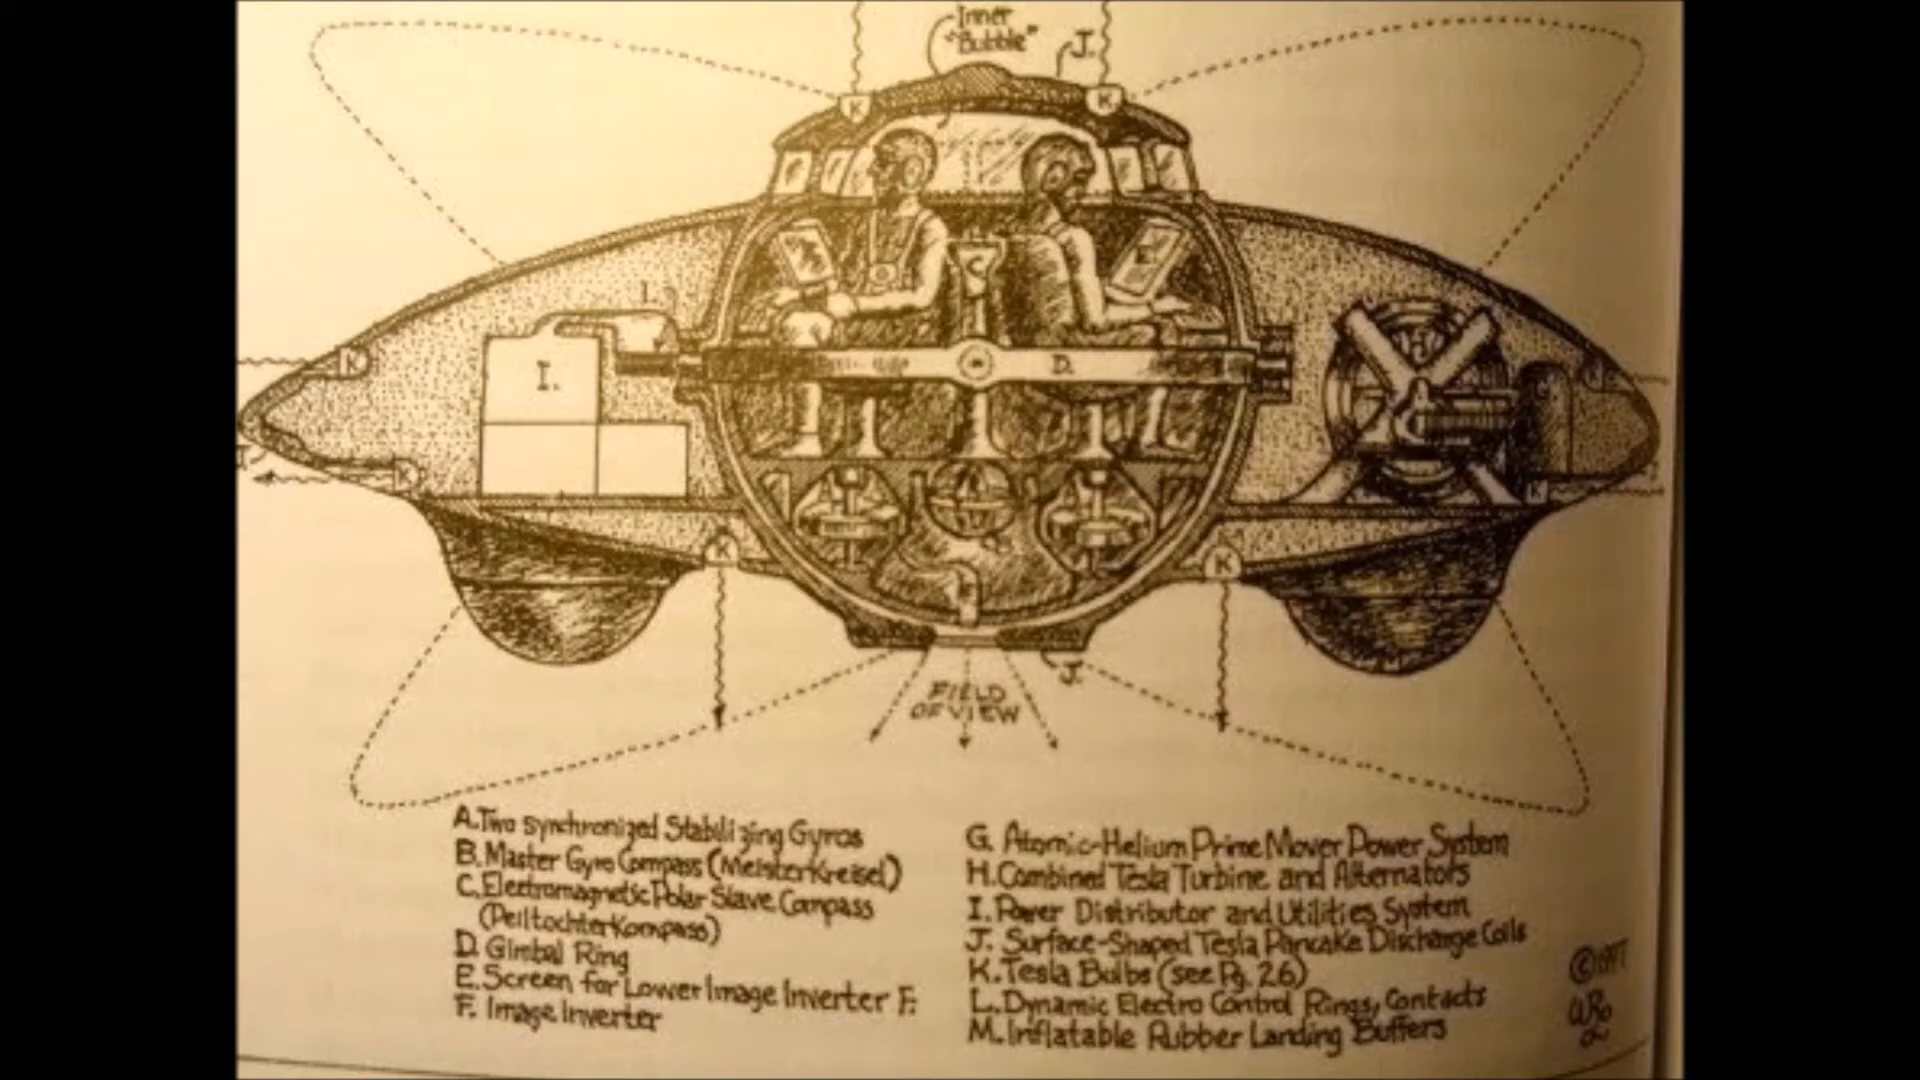 Inner
"Bubble"
J.
K
K
C
I.
D.
H
K
K
K
K
J.
FIELD
OF VIEW
A. Two Synchronized Stabilizing Gyros
B. Master Gyro Compass (Meisterkreisel)
C. Electromagnetic Polar Slave Compass
(Peiltochterkompass)
D. Gimbal Ring
E. Screen for Lower Image Inverter F.
F. Image Inverter
G. Atomic-Helium Prime Mover Power System
H. Combined Tesla Turbine and Alternators
I. Power Distributor and Utilities System
J. Surface-Shaped Tesla Pancake Discharge Coils
K. Tesla Bulbs (see Pg. 26)
L. Dynamic Electro Control Rings, Contacts
M. Inflatable Rubber Landing Buffers